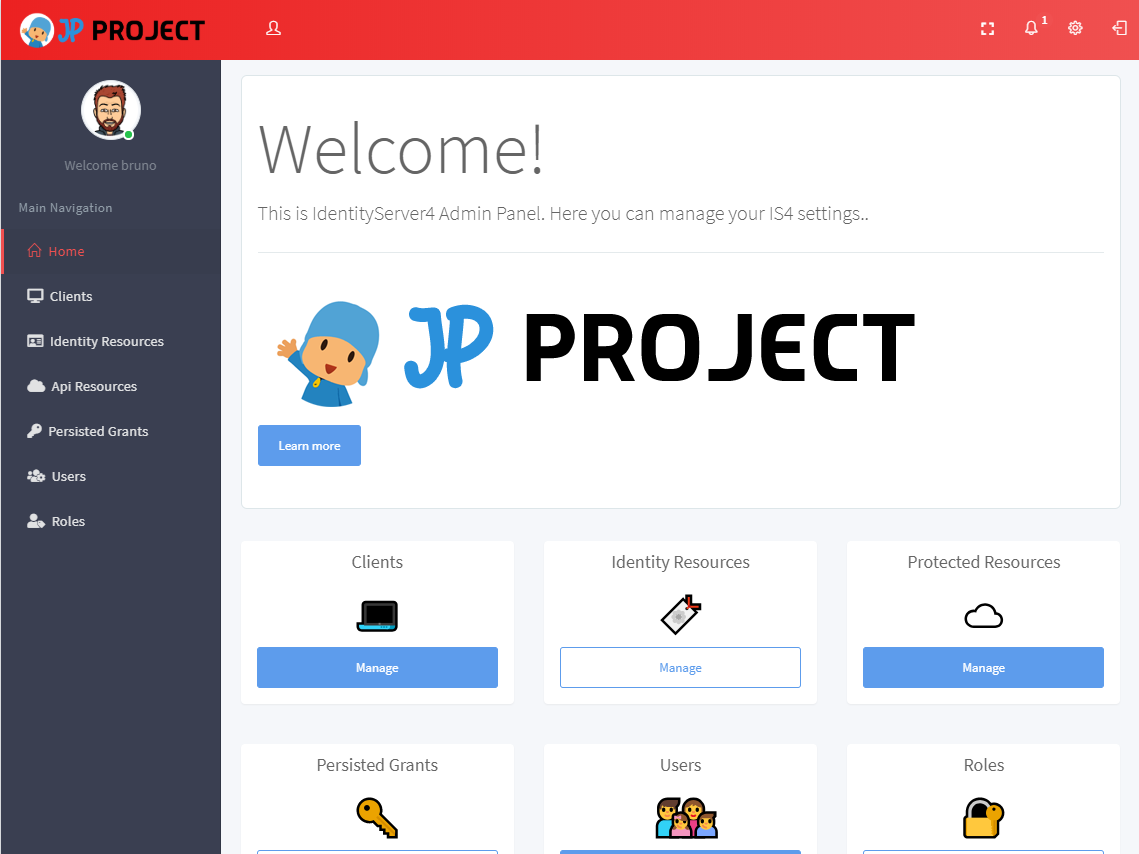 JP PROJECT
1
Welcome bruno
Main Navigation
Home
Clients
Identity Resources
Api Resources
Persisted Grants
Users
Roles
Welcome!
This is IdentityServer4 Admin Panel. Here you can manage your IS4 settings..
JP PROJECT
Learn more
Clients
Identity Resources
Protected Resources
Manage
Manage
Manage
Persisted Grants
Users
Roles